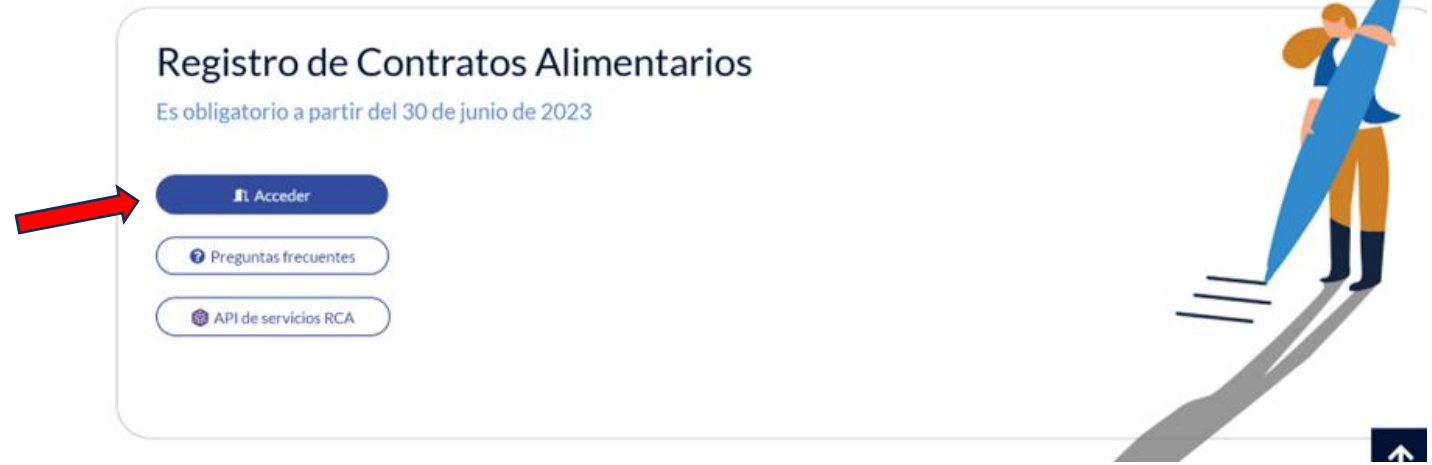 Registro de Contratos Alimentarios
Es obligatorio a partir del 30 de junio de 2023
Acceder
Preguntas frecuentes
API de servicios RCA